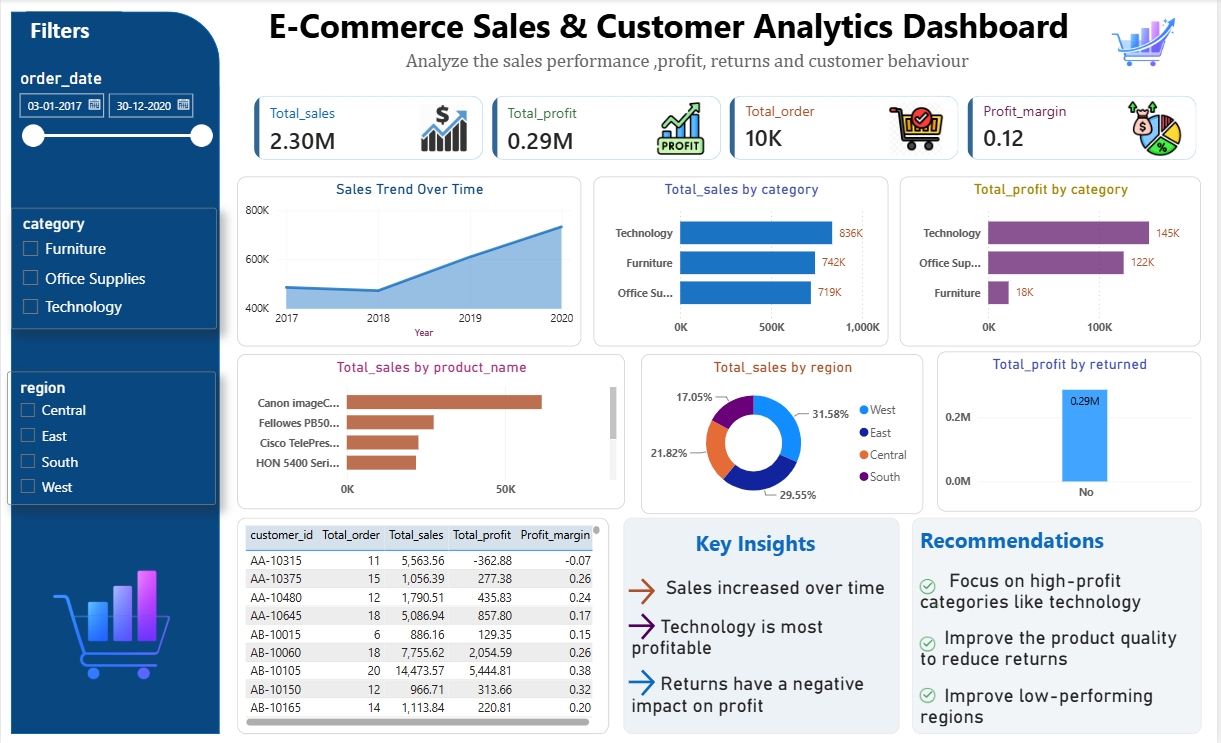 Filters
E-Commerce Sales & Customer Analytics Dashboard
Analyze the sales performance ,profit, returns and customer behaviour
order_date
03-01-2017 30-12-2020
category
Furniture
Office Supplies
Technology
region
Central
East
South
West
Total_sales
2.30M
Total_profit
0.29M
PROFIT
Total_order
10K
Profit_margin
0.12
Sales Trend Over Time
800K
600K
400K
2017 2018 2019 2020
Year
Total_sales by category
Technology 836K
Furniture 742K
Office Su... 719K
0K 500K 1,000K
Total_profit by category
Technology 145K
Office Sup... 122K
Furniture 18K
0K 100K
Total_sales by product_name
Canon imageC...
Fellowes PB50...
Cisco TelePres...
HON 5400 Seri...
0K 50K
Total_sales by region
17.05%
31.58%
21.82%
29.55%
West
East
Central
South
Total_profit by returned
0.29M
0.2M
0.0M
No
customer_id Total_order Total_sales Total_profit Profit_margin
AA-10315 11 5,563.56 -362.88 -0.07
AA-10375 15 1,056.39 277.38 0.26
AA-10480 12 1,790.51 435.83 0.24
AA-10645 18 5,086.94 857.80 0.17
AB-10015 6 886.16 129.35 0.15
AB-10060 18 7,755.62 2,054.59 0.26
AB-10105 20 14,473.57 5,444.81 0.38
AB-10150 12 966.71 313.66 0.32
AB-10165 14 1,113.84 220.81 0.20
Key Insights
Sales increased over time
Technology is most
profitable
Returns have a negative
impact on profit
Recommendations
Focus on high-profit
categories like technology
Improve the product quality
to reduce returns
Improve low-performing
regions